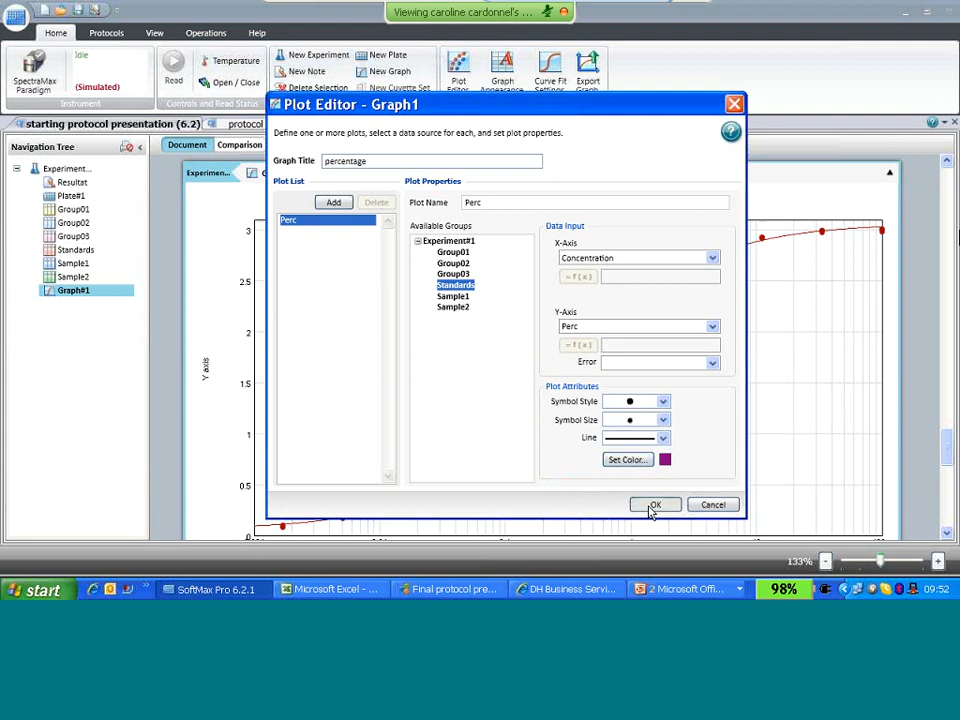 Viewing caroline cardonnel's ...
Home Protocols View Operations Help
Idle
(Simulated)
SpectraMax
Paradigm
Instrument
Read
Temperature
Open / Close
Controls and Read Status
New Experiment New Plate
New Note New Graph
Delete Selection New Cuvette Set
Plot
Editor
Graph
Appearance
Curve Fit
Settings
Export
Graph
starting protocol presentation (6.2) protocol
Navigation Tree
Experiment...
Resultat
Plate#1
Group01
Group02
Group03
Standards
Sample1
Sample2
Graph#1
Document Comparison
Experimen...
3
2.5
2
1.5
1
0.5
Y axis
Plot Editor - Graph1
Define one or more plots, select a data source for each, and set plot properties.
Graph Title percentage
Plot List
Add Delete
Perc
Plot Properties
Plot Name Perc
Available Groups
Experiment#1
Group01
Group02
Group03
Standards
Sample1
Sample2
Data Input
X-Axis
Concentration
= f ( x )
Y-Axis
Perc
= f ( x )
Error
Plot Attributes
Symbol Style
Symbol Size
Line
Set Color...
OK Cancel
133%
start
SoftMax Pro 6.2.1
Microsoft Excel - ...
Final protocol pre...
DH Business Servi...
2 Microsoft Offi...
98%
09:52